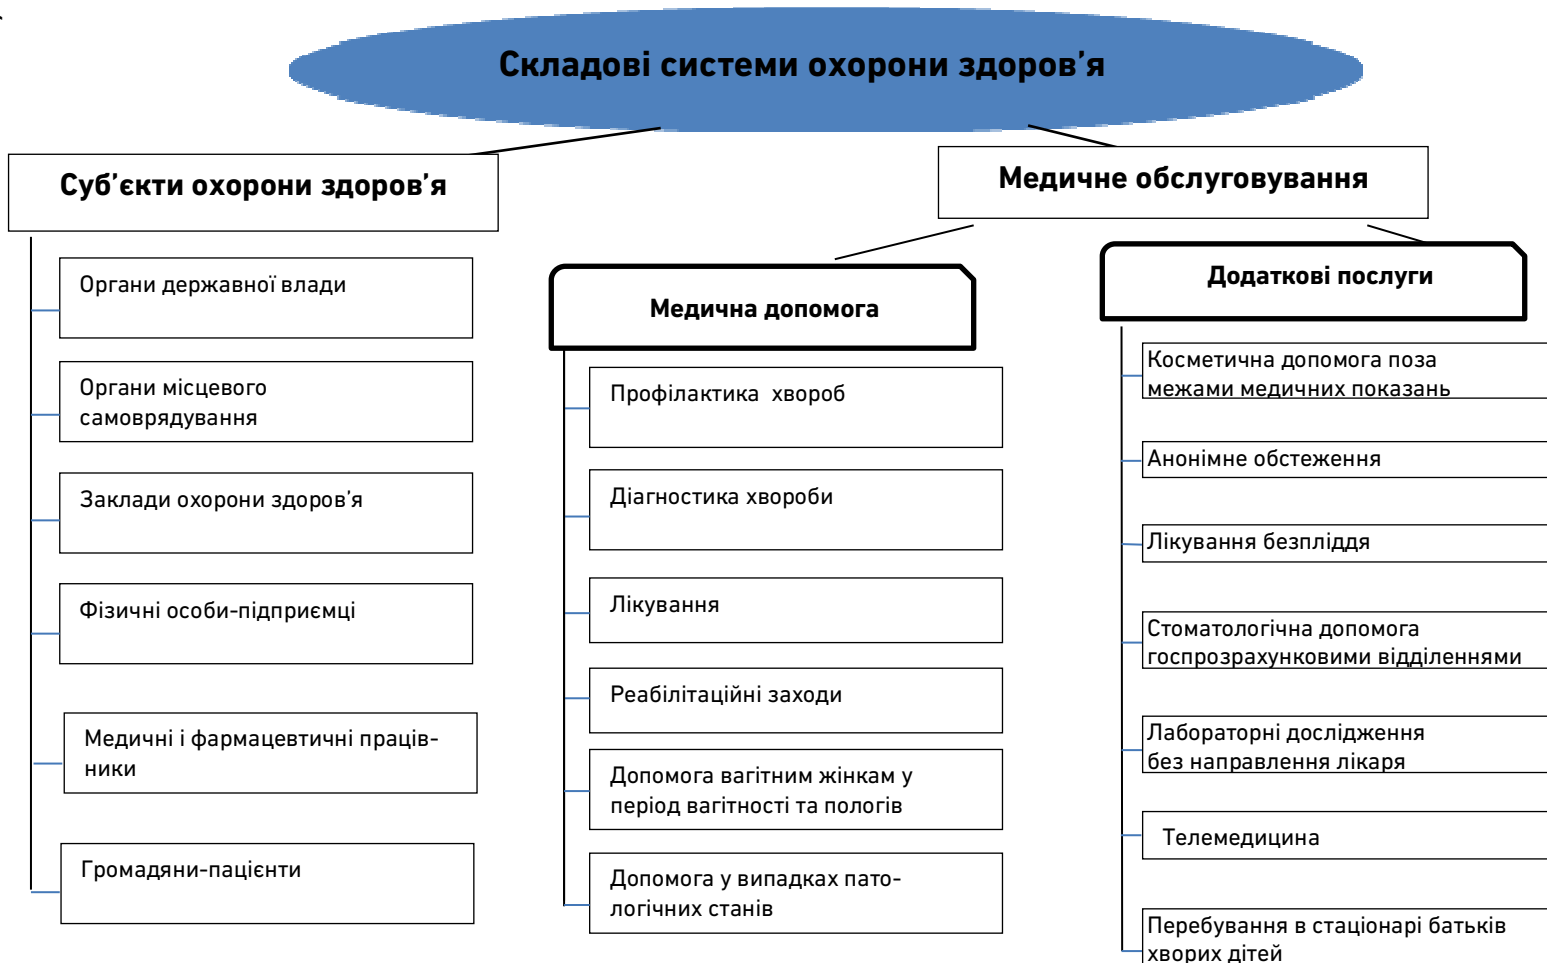 Складові системи охорони здоров’я
Суб’єкти охорони здоров’я
Органи державної влади
Органи місцевого
самоврядування
Заклади охорони здоров’я
Фізичні особи-підприємці
Медичні і фармацевтичні праців-
ники
Громадяни-пацієнти
Медичне обслуговування
Медична допомога
Профілактика хвороб
Діагностика хвороби
Лікування
Реабілітаційні заходи
Допомога вагітним жінкам у
період вагітності та пологів
Допомога у випадках пато-
логічних станів
Додаткові послуги
Косметична допомога поза
межами медичних показань
Анонімне обстеження
Лікування безпліддя
Стоматологічна допомога
госпрозрахунковими відділеннями
Лабораторні дослідження
без направлення лікаря
Телемедицина
Перебування в стаціонарі батьків
хворих дітей